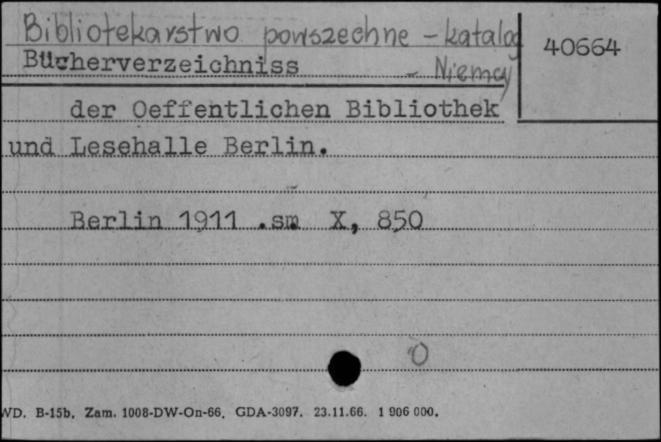 Bibliotekarstwo powszechne - katalog
40664
Bücherverzeichniss - Niemcy
der Oeffentlichen Bibliothek
und Lesehalle Berlin.
Berlin 1911 .sm X, 850
0
WD. B-15b. Zam. 1008-DW-On-66. GDA-3097. 23.11.66. 1 906 000.